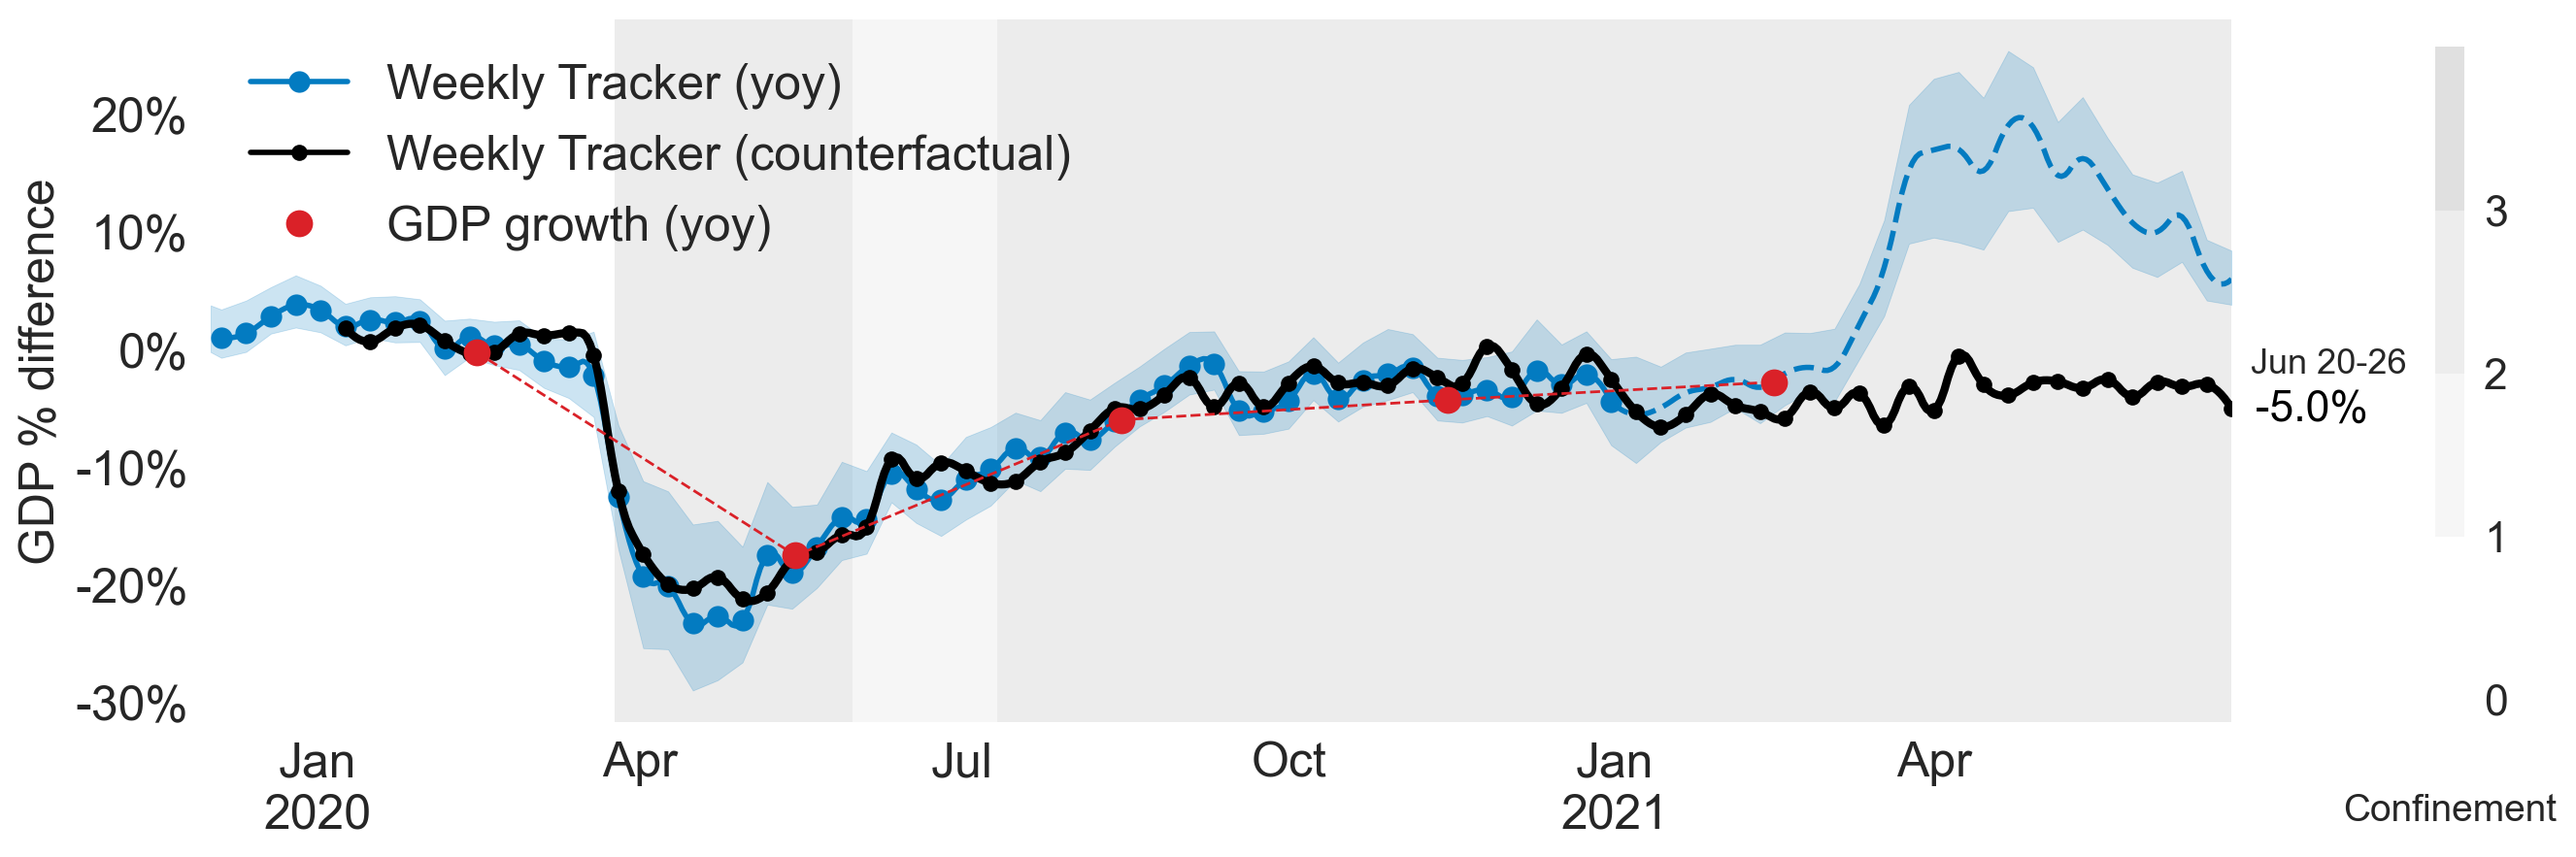 Weekly Tracker (yoy)
Weekly Tracker (counterfactual)
GDP growth (yoy)
GDP % difference
20%
10%
0%
-10%
-20%
-30%
Jan
2020
Apr
Jul
Oct
Jan
2021
Apr
Jun 20-26
-5.0%
3
2
1
0
Confinement